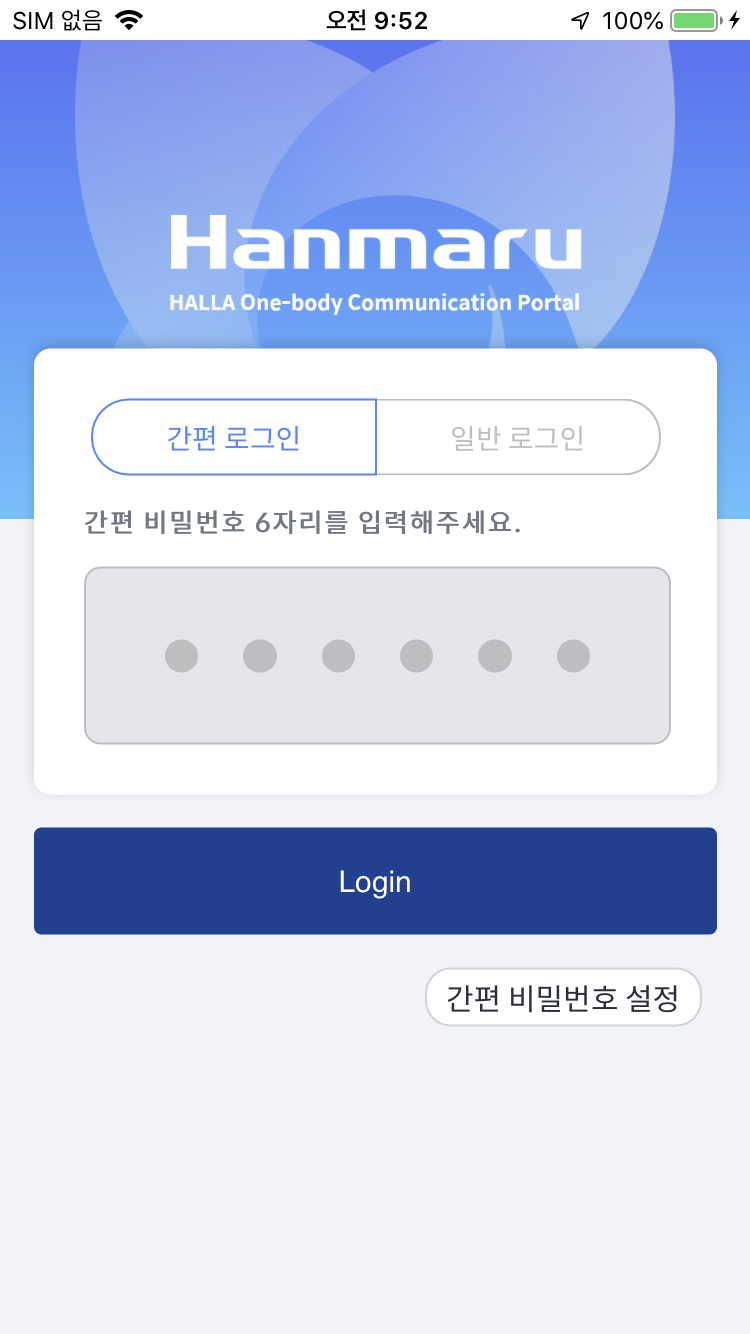 SIM 없음 오전 9:52 100%
Hanmaru
HALLA One-body Communication Portal
간편 로그인 일반 로그인
간편 비밀번호 6자리를 입력해주세요.
Login
간편 비밀번호 설정